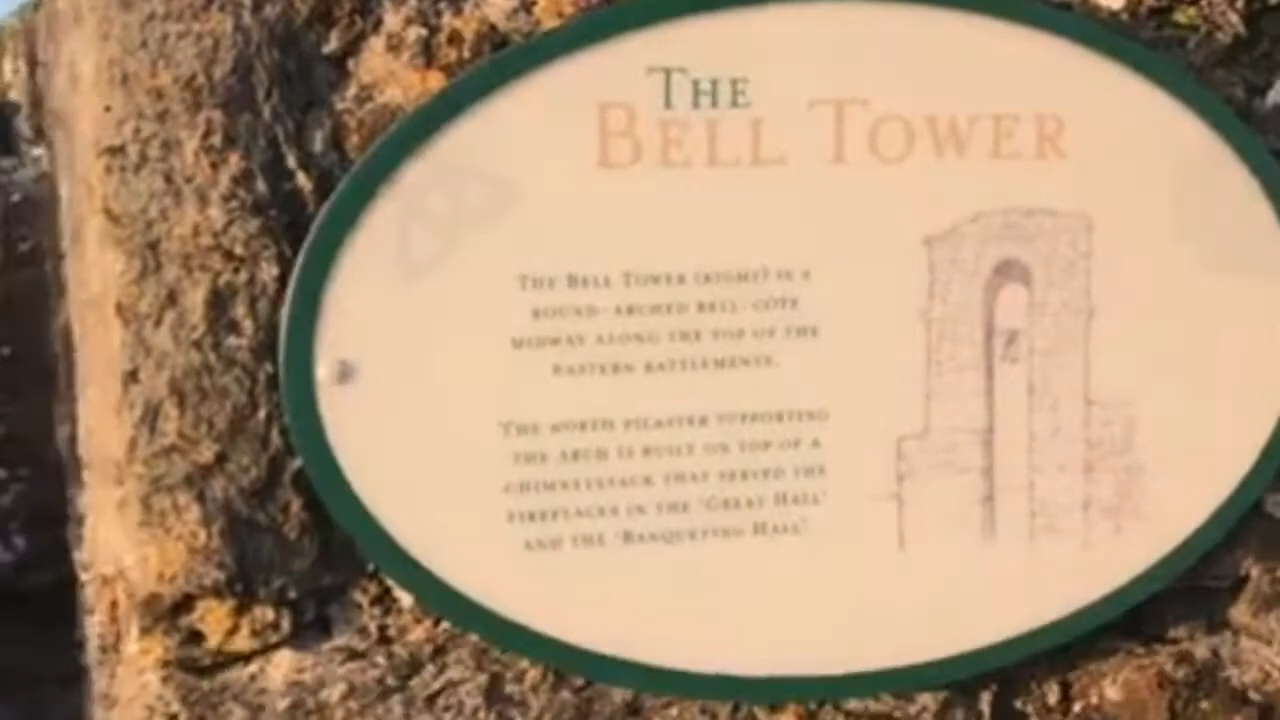 THE
BELL TOWER
THE BELL TOWER (RIGHT) IS A
ROUND-ARCHED BELL-COTE
MIDWAY ALONG THE TOP OF THE
EASTERN BATTLEMENTS.
THE NORTH PILASTER SUPPORTING
THE ARCH IS BUILT ON TOP OF A
CHIMNEYSTACK THAT SERVED THE
FIREPLACES IN THE 'GREAT HALL'
AND THE 'BANQUETING HALL'.